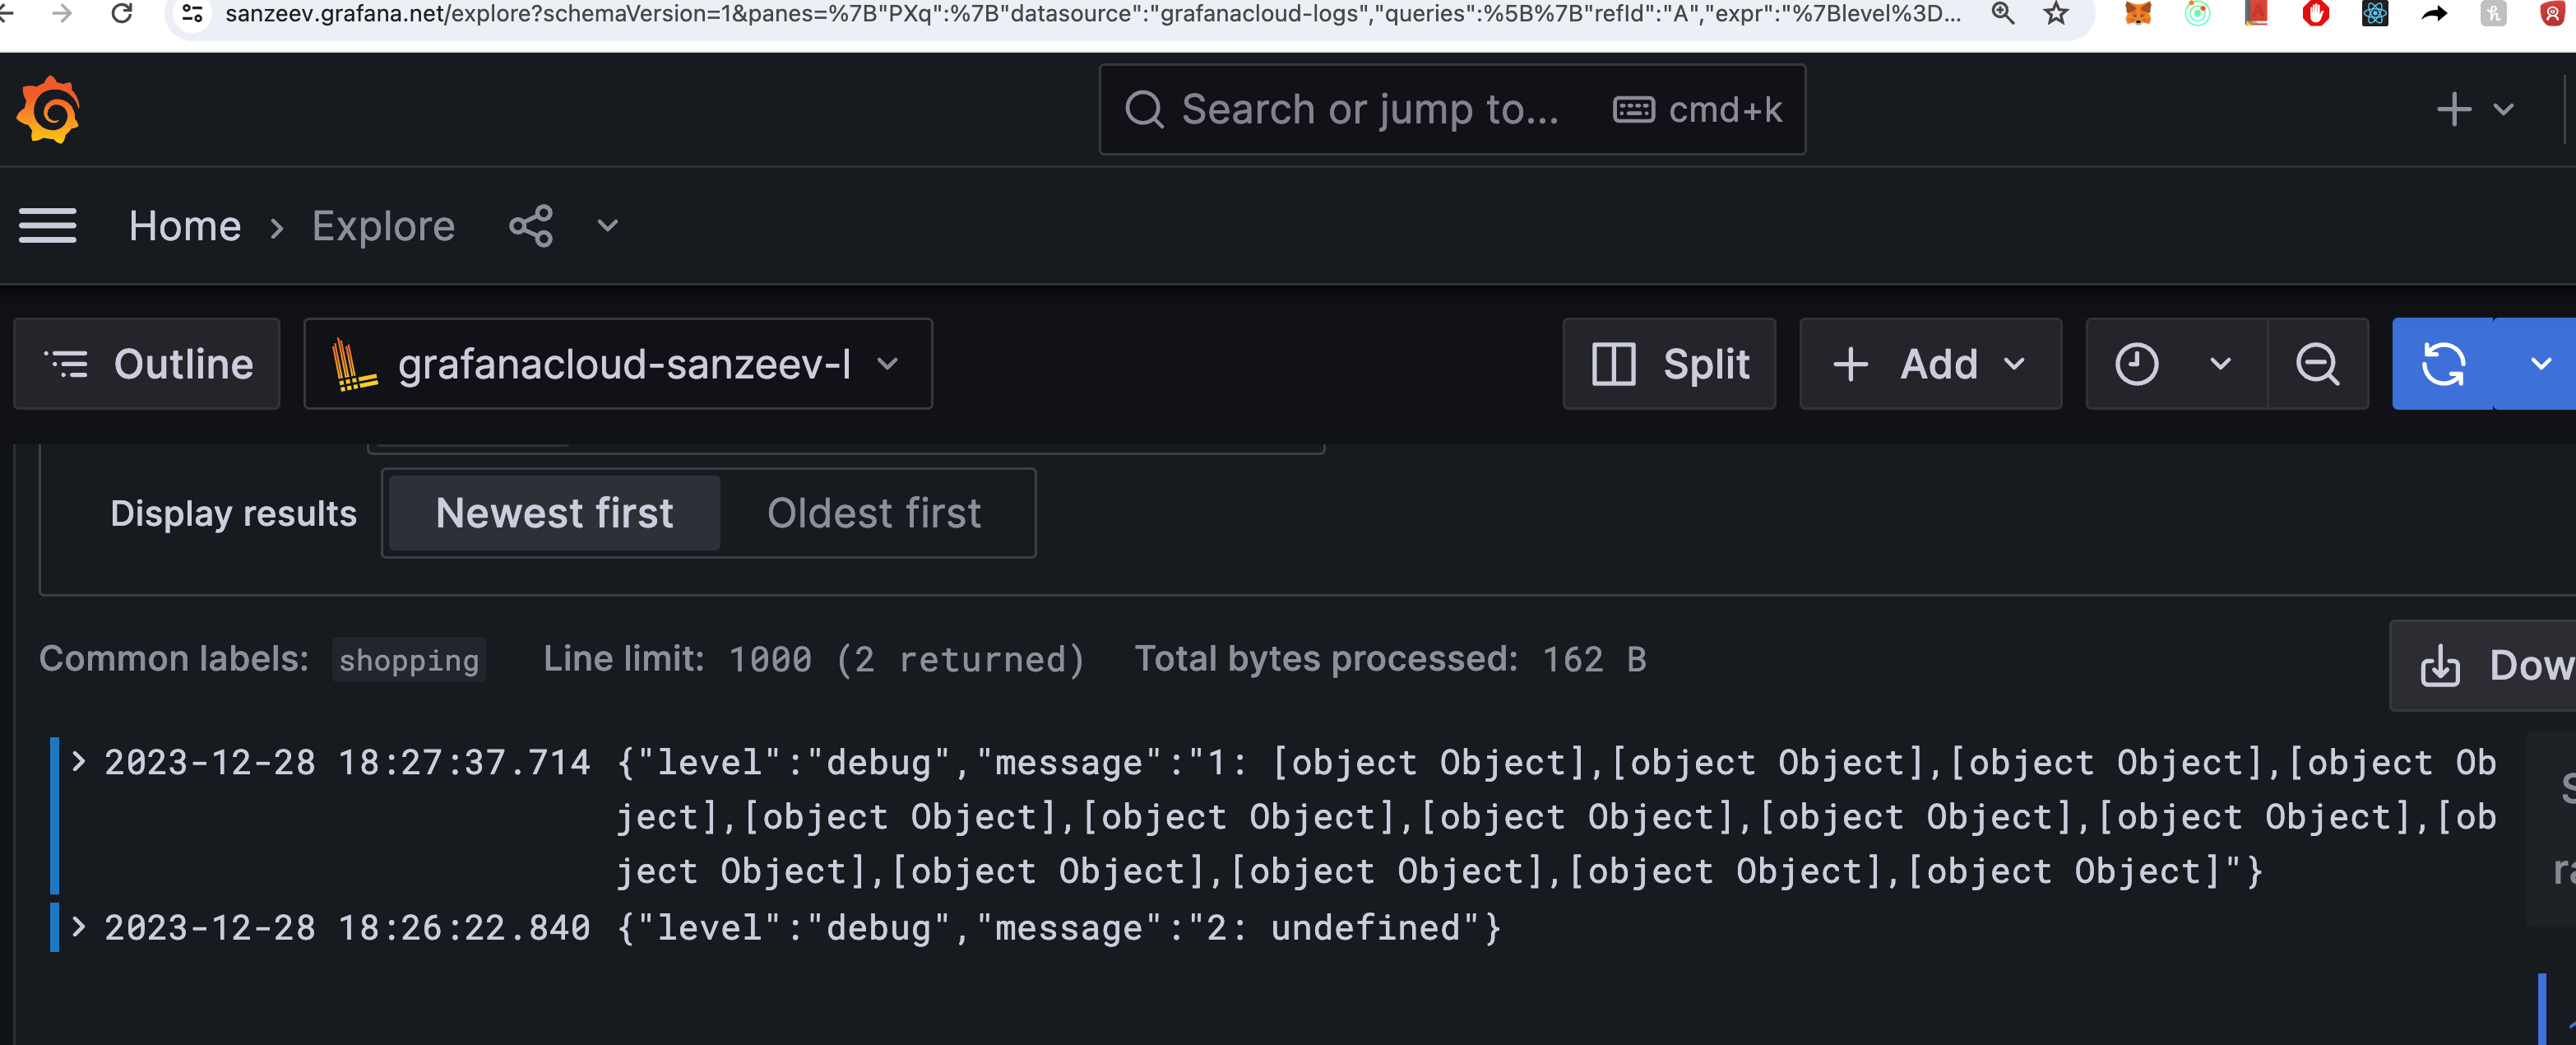 sanzeev.grafana.net/explore?schemaVersion=1&panes=%7B"PXq":%7B"datasource":"grafanacloud-logs","queries":%5B%7B"refId":"A","expr":"%7Blevel%3D...
Search or jump to... cmd+k
Home › Explore
Outline grafanacloud-sanzeev-l Split Add
Display results Newest first Oldest first
Common labels: shopping Line limit: 1000 (2 returned) Total bytes processed: 162 B Dow
2023-12-28 18:27:37.714 {"level":"debug","message":"1: [object Object],[object Object],[object Object],[object Ob
ject],[object Object],[object Object],[object Object],[object Object],[object Object],[ob
ject Object],[object Object],[object Object],[object Object],[object Object]"}
2023-12-28 18:26:22.840 {"level":"debug","message":"2: undefined"}